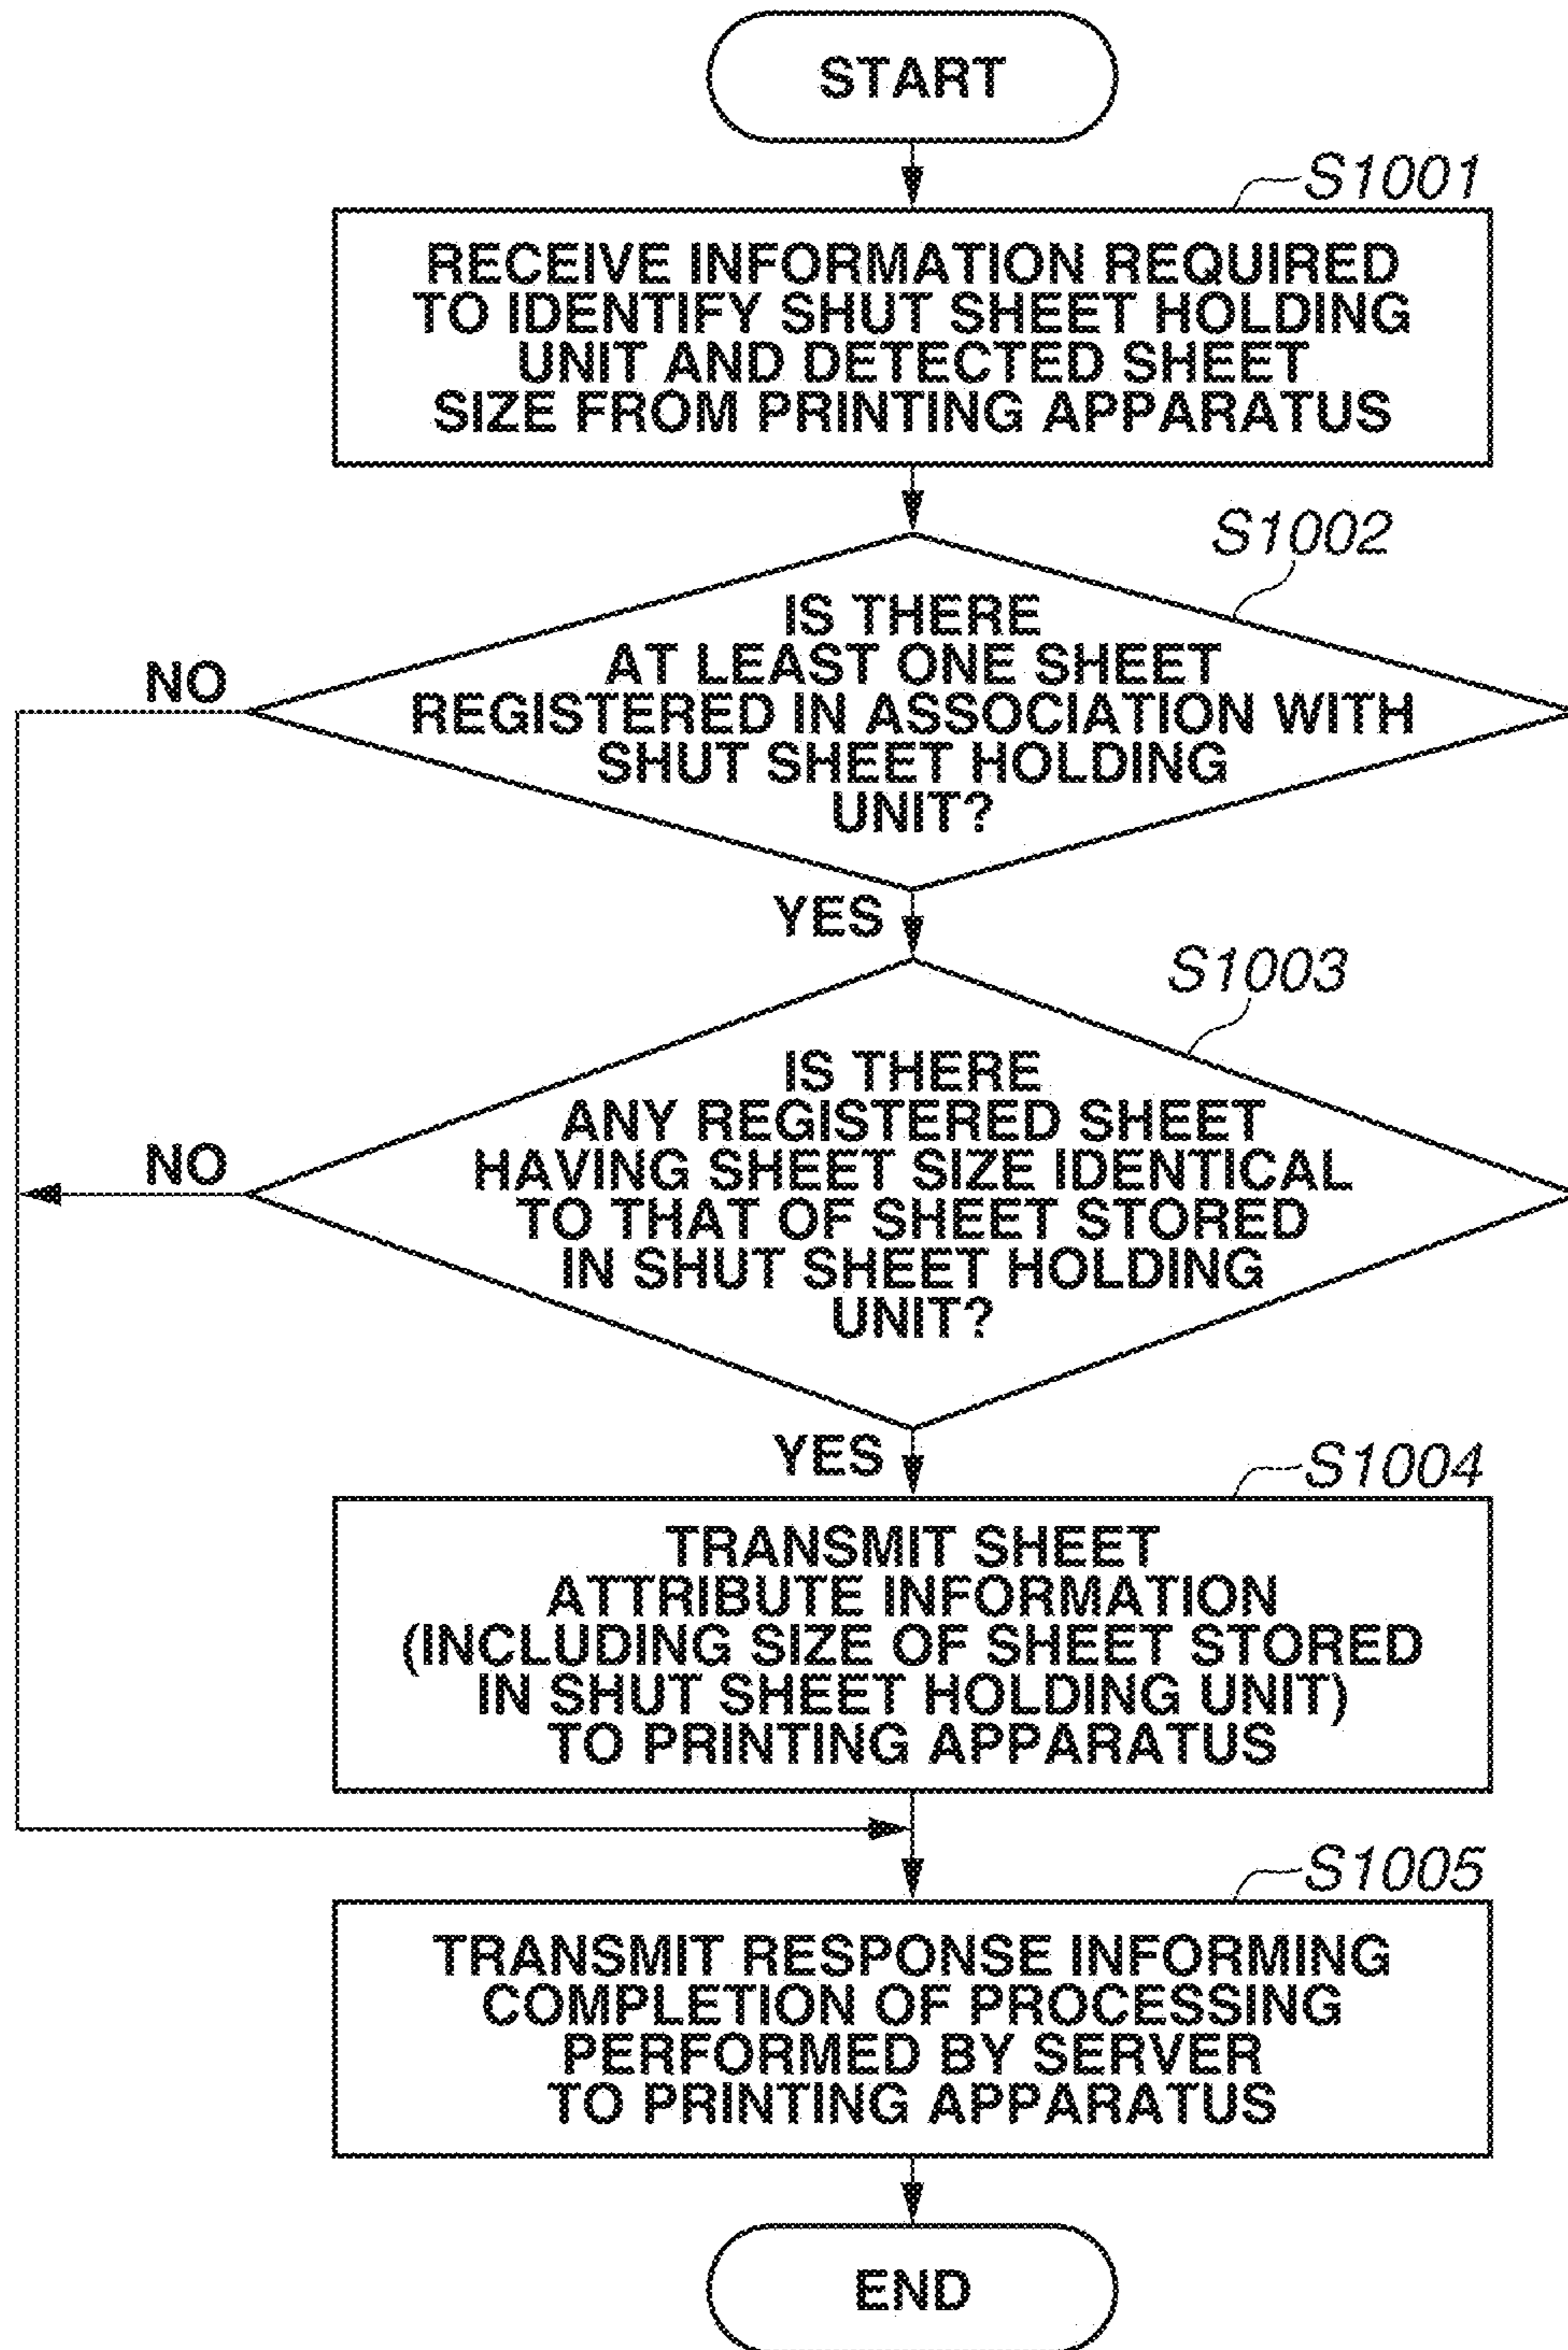 START
S1001
RECEIVE INFORMATION REQUIRED
TO IDENTIFY SHUT SHEET HOLDING
UNIT AND DETECTED SHEET
SIZE FROM PRINTING APPARATUS
S1002
IS THERE
AT LEAST ONE SHEET
REGISTERED IN ASSOCIATION WITH
SHUT SHEET HOLDING
UNIT?
NO
YES
S1003
IS THERE
ANY REGISTERED SHEET
HAVING SHEET SIZE IDENTICAL
TO THAT OF SHEET STORED
IN SHUT SHEET HOLDING
UNIT?
NO
YES
S1004
TRANSMIT SHEET
ATTRIBUTE INFORMATION
(INCLUDING SIZE OF SHEET STORED
IN SHUT SHEET HOLDING UNIT)
TO PRINTING APPARATUS
S1005
TRANSMIT RESPONSE INFORMING
COMPLETION OF PROCESSING
PERFORMED BY SERVER
TO PRINTING APPARATUS
END